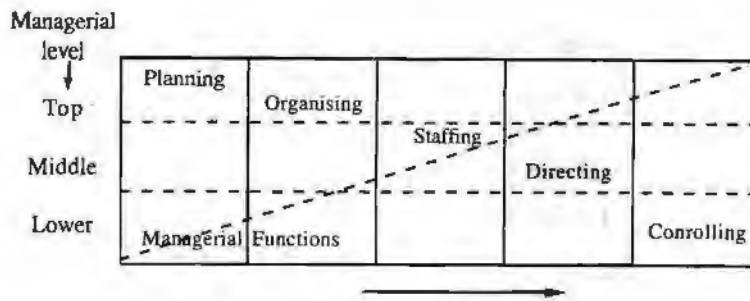 Managerial
level
Planning
Top
Organising
Staffing
Middle
Directing
Lower
Managerial Functions
Conrolling